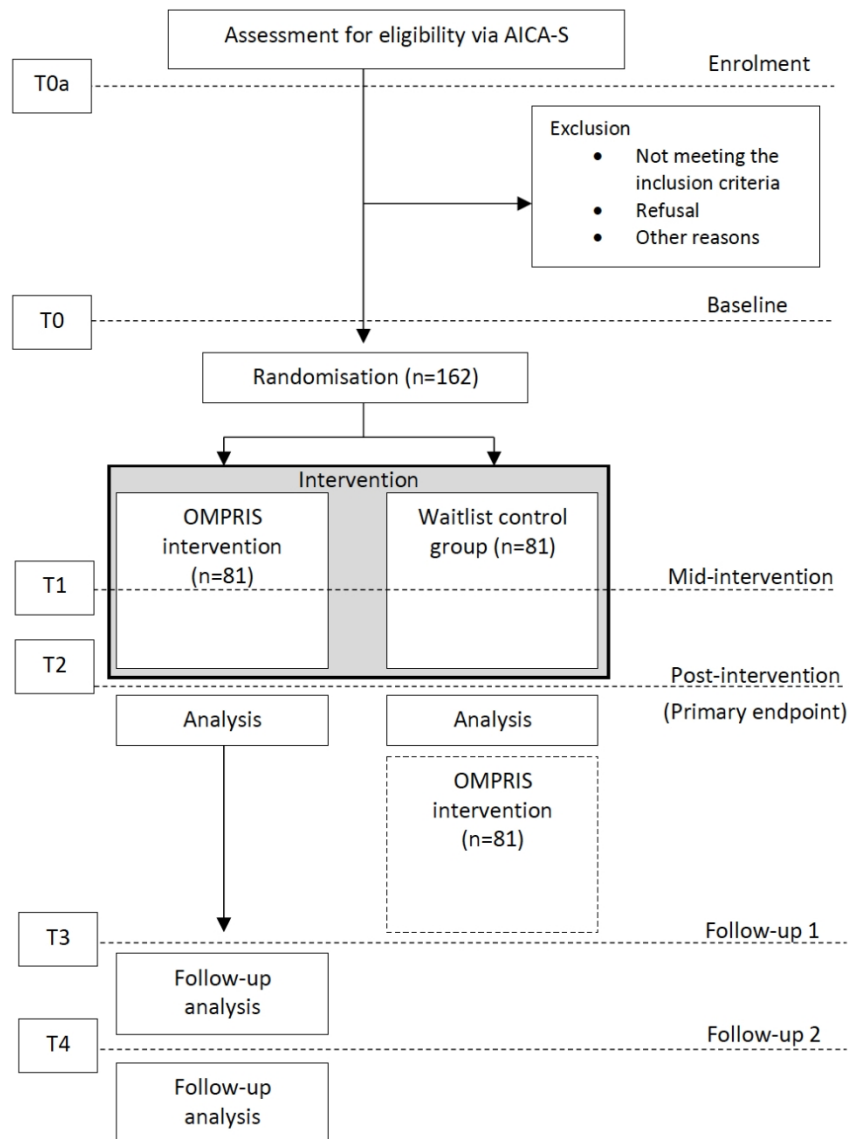 Assessment for eligibility via AICA-S
Enrolment
T0a
Exclusion
• Not meeting the
inclusion criteria
• Refusal
• Other reasons
Baseline
T0
Randomisation (n=162)
Intervention
OMPRIS
intervention
(n=81)
Waitlist control
group (n=81)
T1
Mid-intervention
T2
Post-intervention
(Primary endpoint)
Analysis
Analysis
OMPRIS
intervention
(n=81)
T3
Follow-up 1
Follow-up
analysis
T4
Follow-up 2
Follow-up
analysis